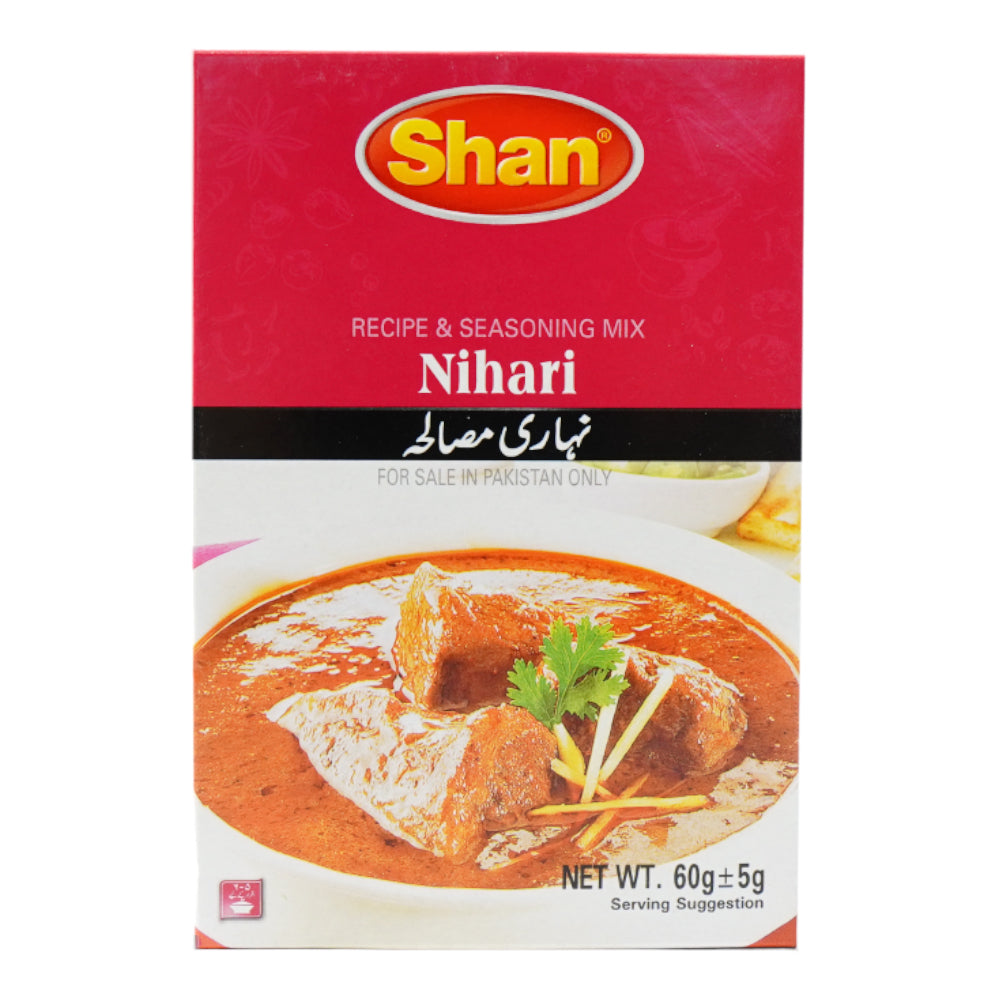 Shan®
RECIPE & SEASONING MIX
Nihari
نہاری مصالحہ
FOR SALE IN PAKISTAN ONLY
NET WT. 60g±5g
Serving Suggestion